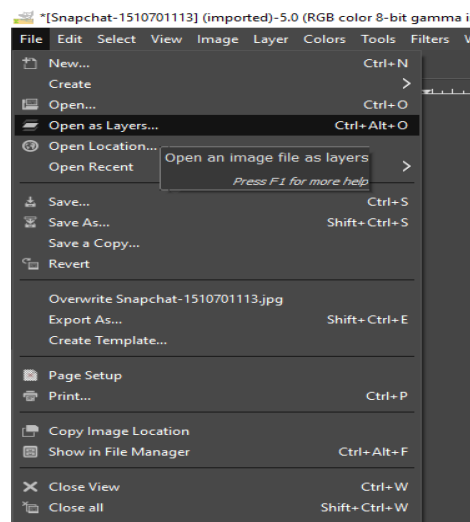 *[Snapchat-1510701113] (imported)-5.0 (RGB color 8-bit gamma i
File Edit Select View Image Layer Colors Tools Filters W
New... Ctrl+N
Create >
Open... Ctrl+O
Open as Layers... Ctrl+Alt+O
Open Location...
Open an image file as layers
Open Recent >
Press F1 for more help
Save... Ctrl+S
Save As... Shift+Ctrl+S
Save a Copy...
Revert
Overwrite Snapchat-1510701113.jpg
Export As... Shift+Ctrl+E
Create Template...
Page Setup
Print... Ctrl+P
Copy Image Location
Show in File Manager Ctrl+Alt+F
Close View Ctrl+W
Close all Shift+Ctrl+W